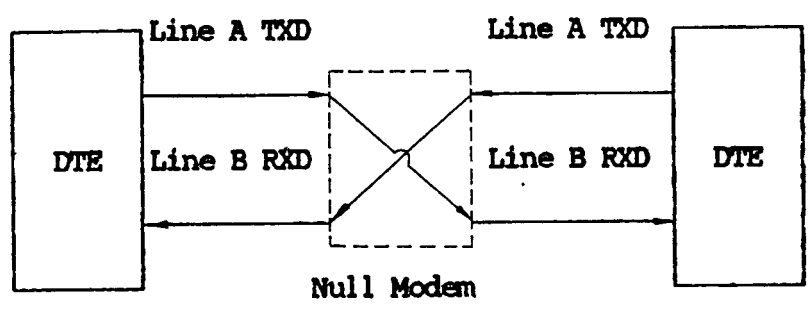 Line A TXD
Line A TXD
DTE
Line B RXD
Line B RXD
DTE
Null Modem